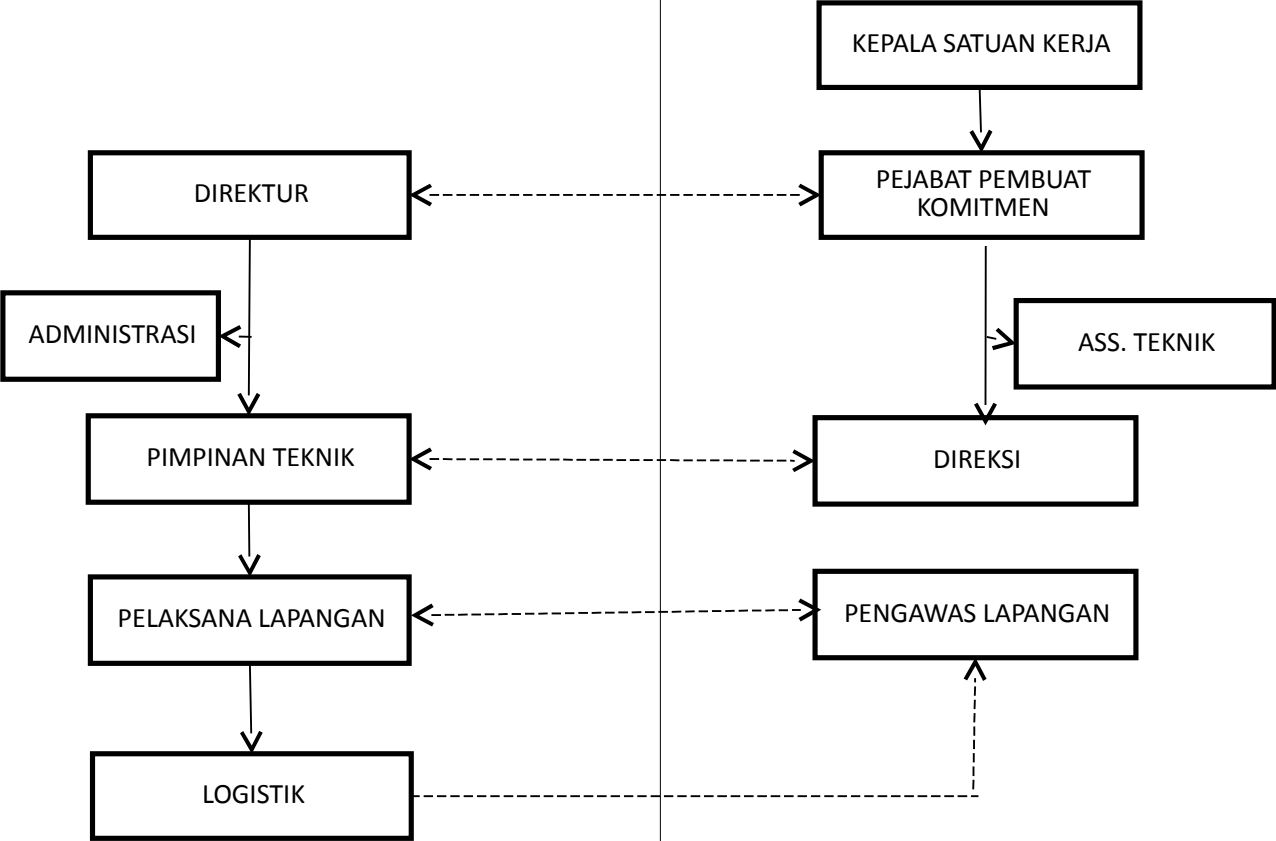 KEPALA SATUAN KERJA
DIREKTUR
PEJABAT PEMBUAT
KOMITMEN
ADMINISTRASI
ASS. TEKNIK
PIMPINAN TEKNIK
DIREKSI
PELAKSANA LAPANGAN
PENGAWAS LAPANGAN
LOGISTIK